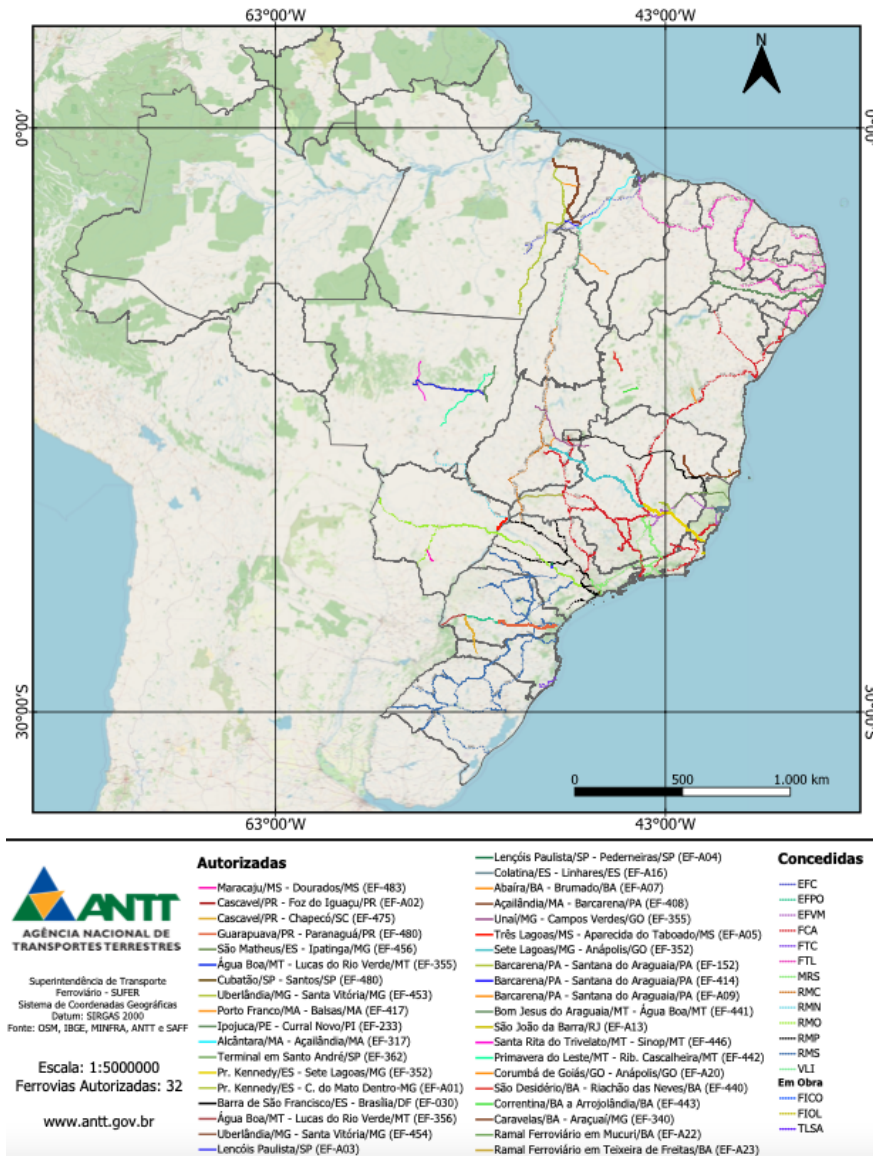 63°00'W 43°00'W
N
0°00' 0°00'
30°00'S 30°00'S
0 500 1.000 km
63°00'W 43°00'W
ANTT
AGÊNCIA NACIONAL DE
TRANSPORTES TERRESTRES
Superintendência de Transporte
Ferroviário - SUFER
Sistema de Coordenadas Geográficas
Datum: SIRGAS 2000
Fonte: OSM, IBGE, MINFRA, ANTT e SAFF
Escala: 1:5000000
Ferrovias Autorizadas: 32
www.antt.gov.br
Autorizadas
Maracaju/MS - Dourados/MS (EF-483)
Cascavel/PR - Foz do Iguaçu/PR (EF-A02)
Cascavel/PR - Chapecó/SC (EF-475)
Guarapuava/PR - Paranaguá/PR (EF-480)
São Matheus/ES - Ipatinga/MG (EF-456)
Água Boa/MT - Lucas do Rio Verde/MT (EF-355)
Cubatão/SP - Santos/SP (EF-480)
Uberlândia/MG - Santa Vitória/MG (EF-453)
Porto Franco/MA - Balsas/MA (EF-417)
Ipojuca/PE - Curral Novo/PI (EF-233)
Alcântara/MA - Açailândia/MA (EF-317)
Terminal em Santo André/SP (EF-362)
Pr. Kennedy/ES - Sete Lagoas/MG (EF-352)
Pr. Kennedy/ES - C. do Mato Dentro-MG (EF-A01)
Barra de São Francisco/ES - Brasília/DF (EF-030)
Água Boa/MT - Lucas do Rio Verde/MT (EF-356)
Uberlândia/MG - Santa Vitória/MG (EF-454)
Lencóis Paulista/SP (EF-A03)
Lençóis Paulista/SP - Pederneiras/SP (EF-A04)
Colatina/ES - Linhares/ES (EF-A16)
Abaíra/BA - Brumado/BA (EF-A07)
Açailândia/MA - Barcarena/PA (EF-408)
Unaí/MG - Campos Verdes/GO (EF-355)
Três Lagoas/MS - Aparecida do Taboado/MS (EF-A05)
Sete Lagoas/MG - Anápolis/GO (EF-352)
Barcarena/PA - Santana do Araguaia/PA (EF-152)
Barcarena/PA - Santana do Araguaia/PA (EF-414)
Barcarena/PA - Santana do Araguaia/PA (EF-A09)
Bom Jesus do Araguaia/MT - Água Boa/MT (EF-441)
São João da Barra/RJ (EF-A13)
Santa Rita do Trivelato/MT - Sinop/MT (EF-446)
Primavera do Leste/MT - Rib. Cascalheira/MT (EF-442)
Corumbá de Goiás/GO - Anápolis/GO (EF-A20)
São Desidério/BA - Riachão das Neves/BA (EF-440)
Correntina/BA a Arrojolândia/BA (EF-443)
Caravelas/BA - Araçuaí/MG (EF-340)
Ramal Ferroviário em Mucuri/BA (EF-A22)
Ramal Ferroviário em Teixeira de Freitas/BA (EF-A23)
Concedidas
EFC
EFPO
EFVM
FCA
FTC
FTL
MRS
RMC
RMN
RMO
RMP
RMS
VLI
Em Obra
FICO
FIOL
TLSA